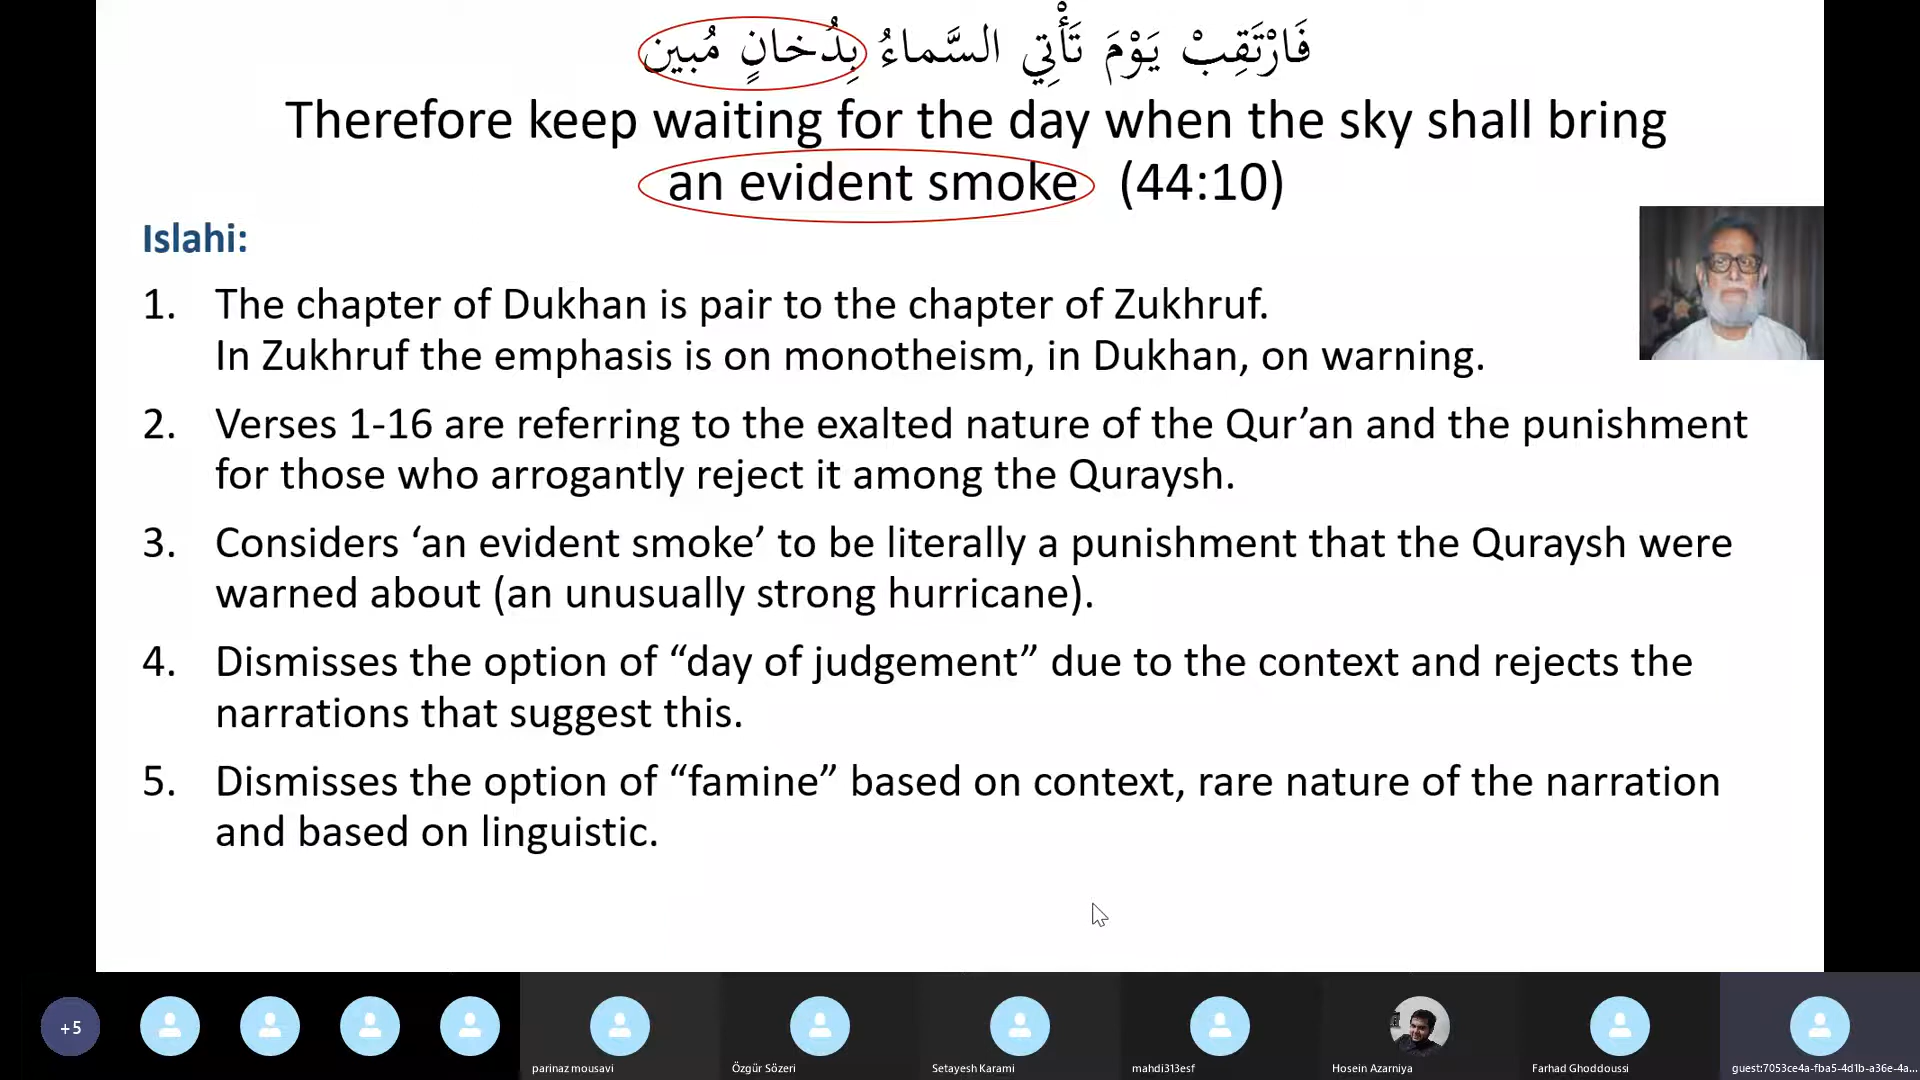 فَارْتَقِبْ يَوْمَ تَأْتِي السَّماءُ بِدُخانٍ مُبين
Therefore keep waiting for the day when the sky shall bring
an evident smoke (44:10)
Islahi:
1. The chapter of Dukhan is pair to the chapter of Zukhruf.
In Zukhruf the emphasis is on monotheism, in Dukhan, on warning.
2. Verses 1-16 are referring to the exalted nature of the Qur’an and the punishment
for those who arrogantly reject it among the Quraysh.
3. Considers ‘an evident smoke’ to be literally a punishment that the Quraysh were
warned about (an unusually strong hurricane).
4. Dismisses the option of “day of judgement” due to the context and rejects the
narrations that suggest this.
5. Dismisses the option of “famine” based on context, rare nature of the narration
and based on linguistic.
+5
parinaz mousavi
Özgür Sözeri
Setayesh Karami
mahdi313esf
Hosein Azarniya
Farhad Ghoddoussi
guest:7053ce4a-fba5-4d1b-a36e-4a...